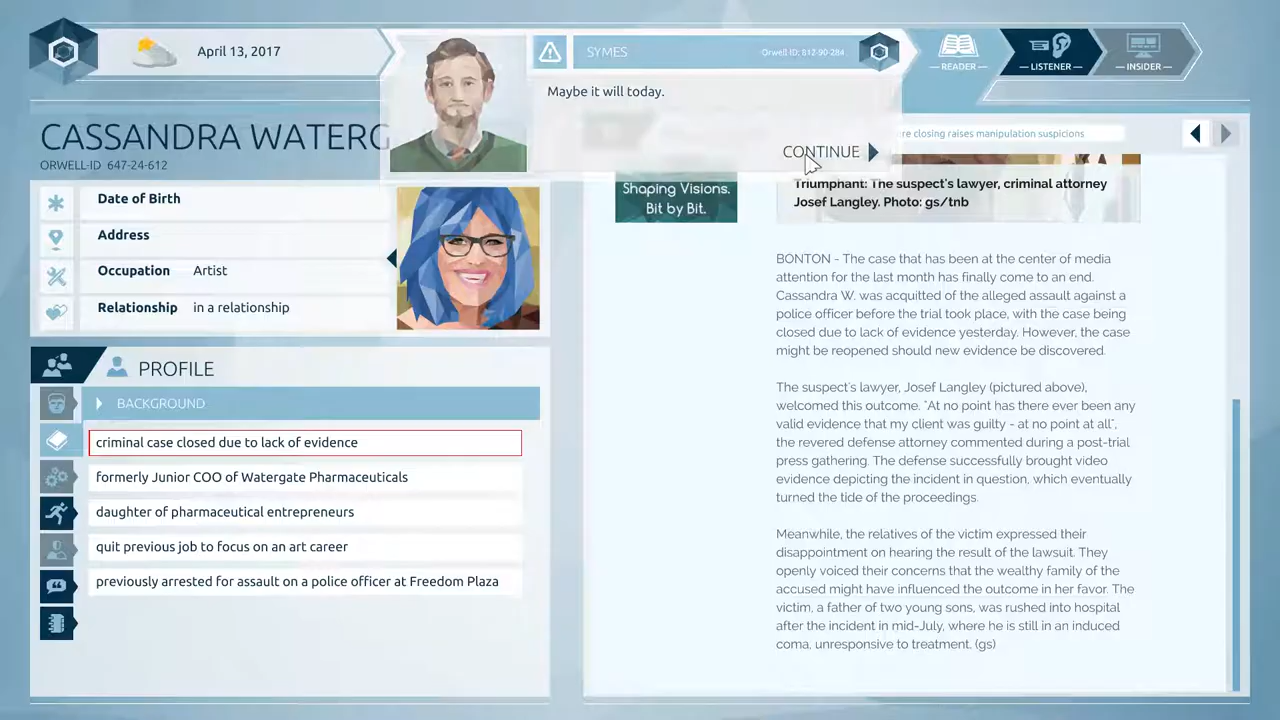 April 13, 2017
SYMES
Orwell ID: 812-90-284
Maybe it will today.
CONTINUE
— READER —
— LISTENER —
— INSIDER —
CASSANDRA WATERG
ORWELL-ID 647-24-612
Date of Birth
Address
Occupation Artist
Relationship in a relationship
PROFILE
BACKGROUND
criminal case closed due to lack of evidence
formerly Junior COO of Watergate Pharmaceuticals
daughter of pharmaceutical entrepreneurs
quit previous job to focus on an art career
previously arrested for assault on a police officer at Freedom Plaza
re closing raises manipulation suspicions
Shaping Visions.
Bit by Bit.
Triumphant: The suspect's lawyer, criminal attorney
Josef Langley. Photo: gs/tnb
BONTON - The case that has been at the center of media
attention for the last month has finally come to an end.
Cassandra W. was acquitted of the alleged assault against a
police officer before the trial took place, with the case being
closed due to lack of evidence yesterday. However, the case
might be reopened should new evidence be discovered.
The suspect's lawyer, Josef Langley (pictured above),
welcomed this outcome. "At no point has there ever been any
valid evidence that my client was guilty - at no point at all",
the revered defense attorney commented during a post-trial
press gathering. The defense successfully brought video
evidence depicting the incident in question, which eventually
turned the tide of the proceedings.
Meanwhile, the relatives of the victim expressed their
disappointment on hearing the result of the lawsuit. They
openly voiced their concerns that the wealthy family of the
accused might have influenced the outcome in her favor. The
victim, a father of two young sons, was rushed into hospital
after the incident in mid-July, where he is still in an induced
coma, unresponsive to treatment. (gs)